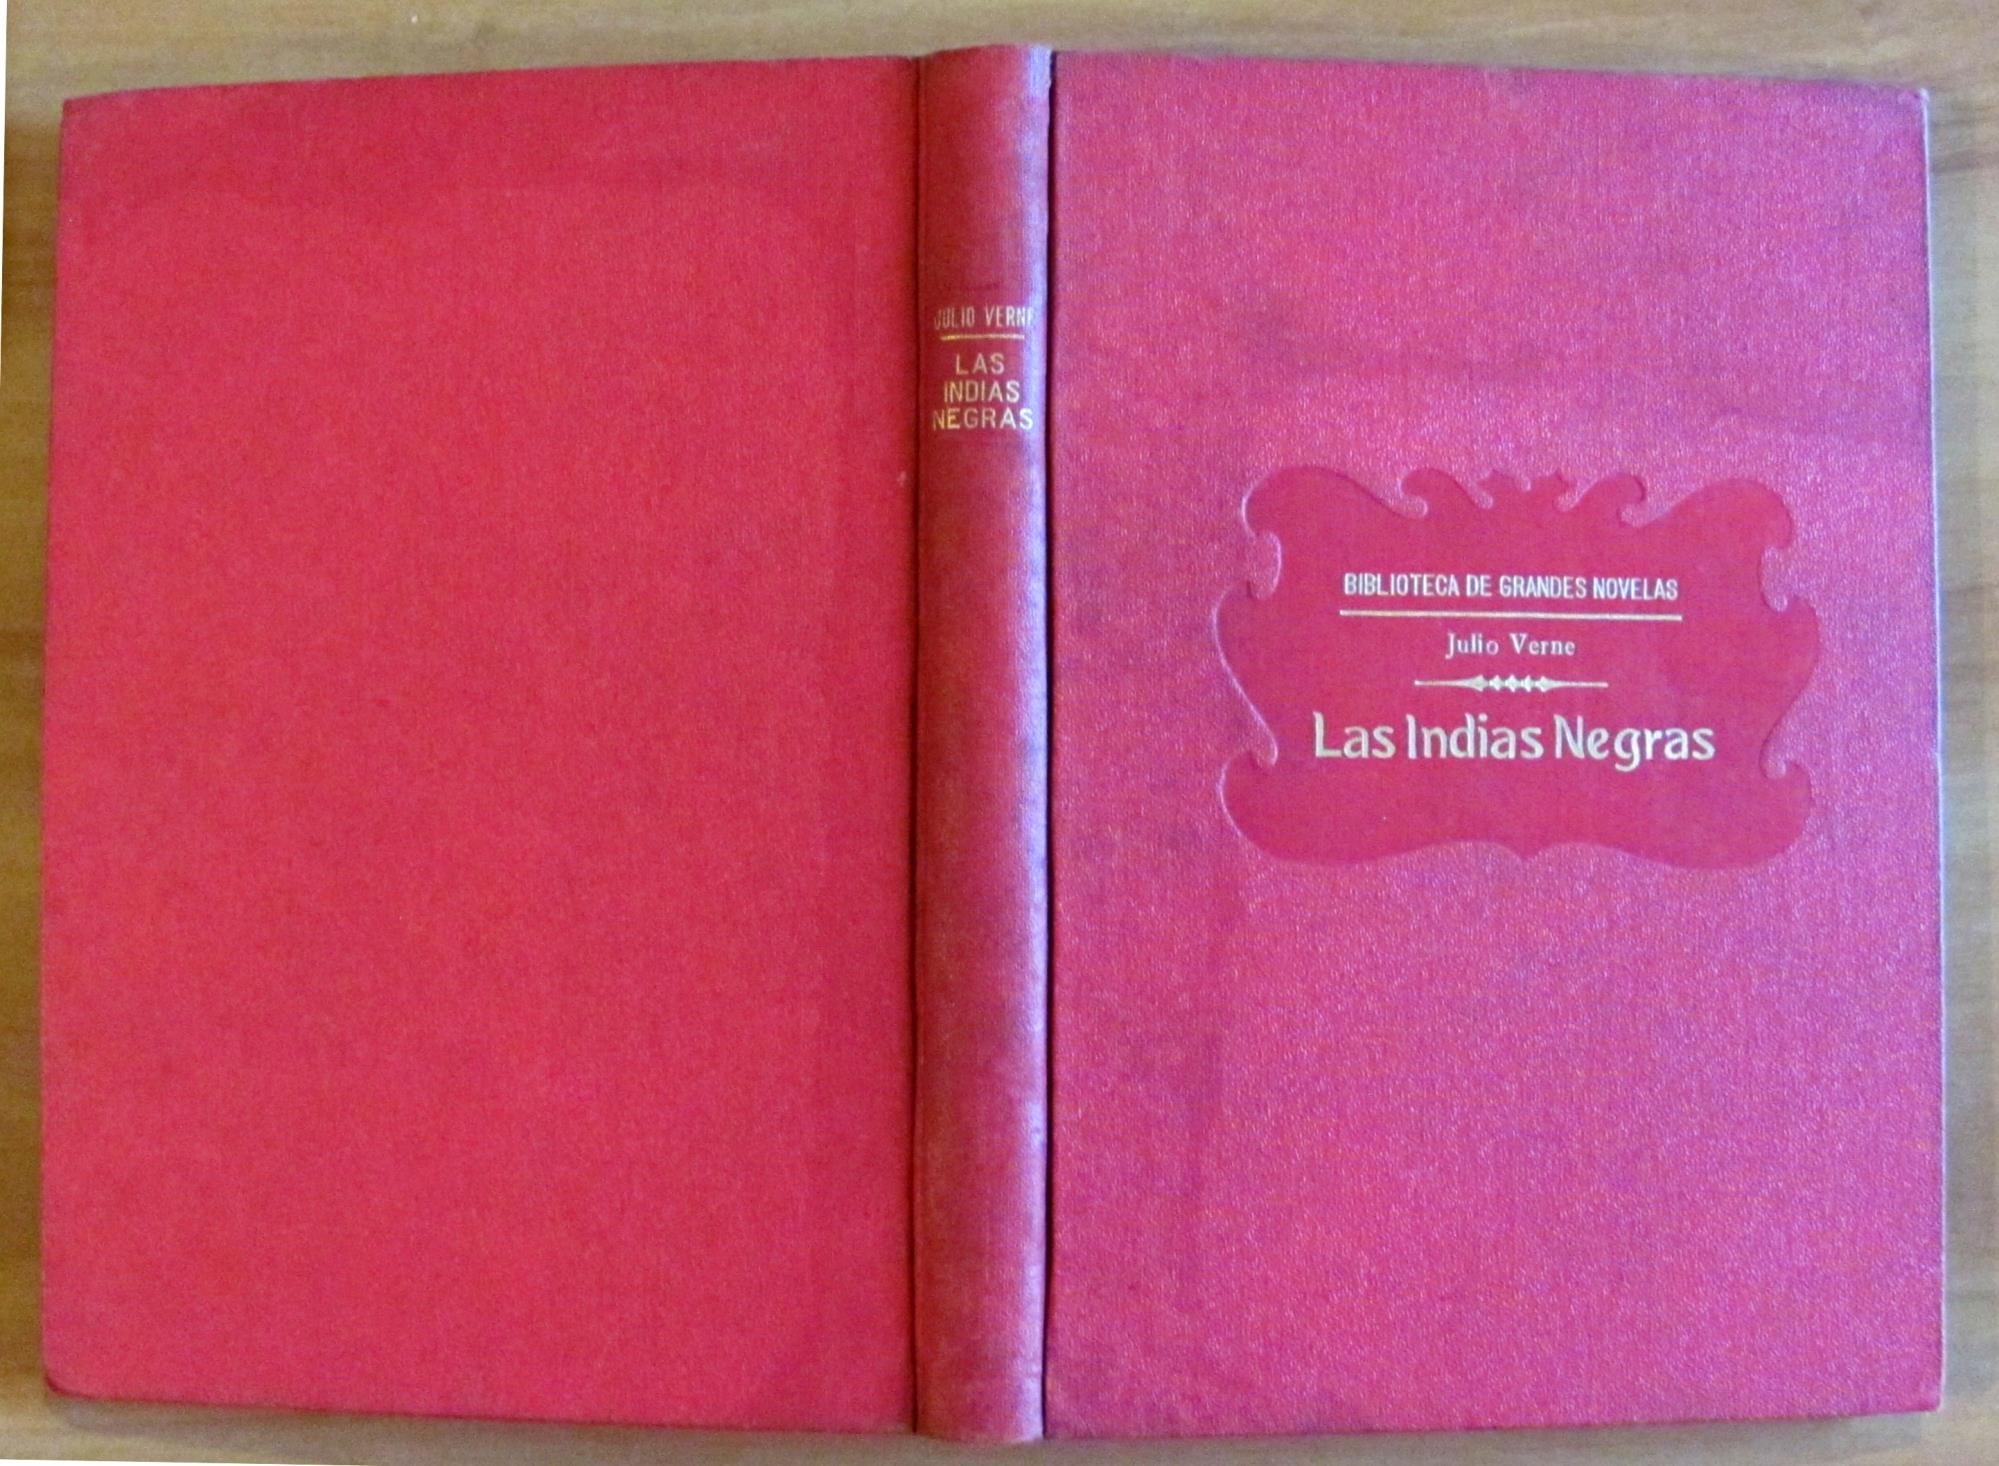 JULIO VERNE
LAS
INDIAS
NEGRAS
BIBLIOTECA DE GRANDES NOVELAS
Julio Verne
Las Indias Negras